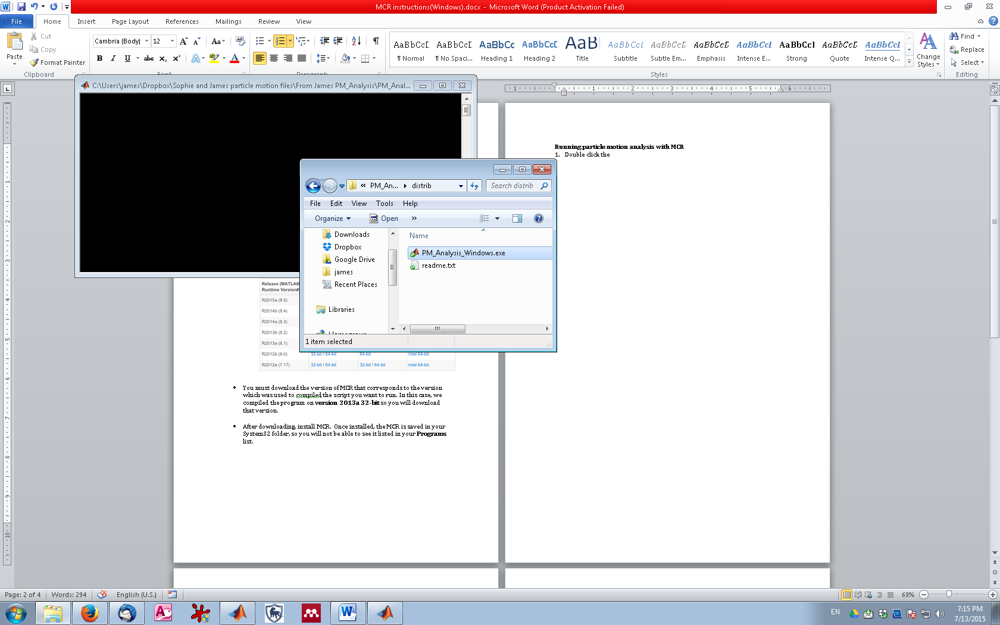 MCR instructions(Windows).docx - Microsoft Word (Product Activation Failed)
File Home Insert Page Layout References Mailings Review View
Paste
Cut
Copy
Format Painter
Clipboard
Cambria (Body) 12
Font
Paragraph
AaBbCcI AaBbCcI AaBbCc AaBbCcI AaB AaBbCcI AaBbCcD AaBbCcD AaBbCcI AaBbCcI AaBbCcD AaBbCcI
¶ Normal ¶ No Spaci... Heading 1 Heading 2 Title Subtitle Subtle Em... Emphasis Intense E... Strong Quote Intense Q...
Change Styles
Styles
Find
Replace
Select
Editing
C:\Users\james\Dropbox\Sophie and James particle motion files\From James PM_Analysis\PM_Anal...
Running particle motion analysis with MCR
1. Double click the
PM_An... distrib
Search distrib
File Edit View Tools Help
Organize Open »
Downloads
Dropbox
Google Drive
james
Recent Places
Libraries
Name
PM_Analysis_Windows.exe
readme.txt
1 item selected
Release (MATLAB
Runtime Version#
R2015a (8.5)
R2014b (8.4)
R2014a (8.3)
R2013b (8.2)
R2013a (8.1)
R2012b (8.0) 32-bit / 64-bit 64-bit Intel 64-bit
R2012a (7.17) 32-bit / 64-bit 32-bit / 64-bit Intel 64-bit
• You must download the version of MCR that corresponds to the version
which was used to compiled the script you want to run. In this case, we
compiled the program on version 2013a 32-bit so you will download
that version.
• After downloading, install MCR. Once installed, the MCR is saved in your
System32 folder, so you will not be able to see it listed in your Programs
list.
Page: 2 of 4 Words: 294 English (U.S.) 69%
EN
7:15 PM
7/13/2015